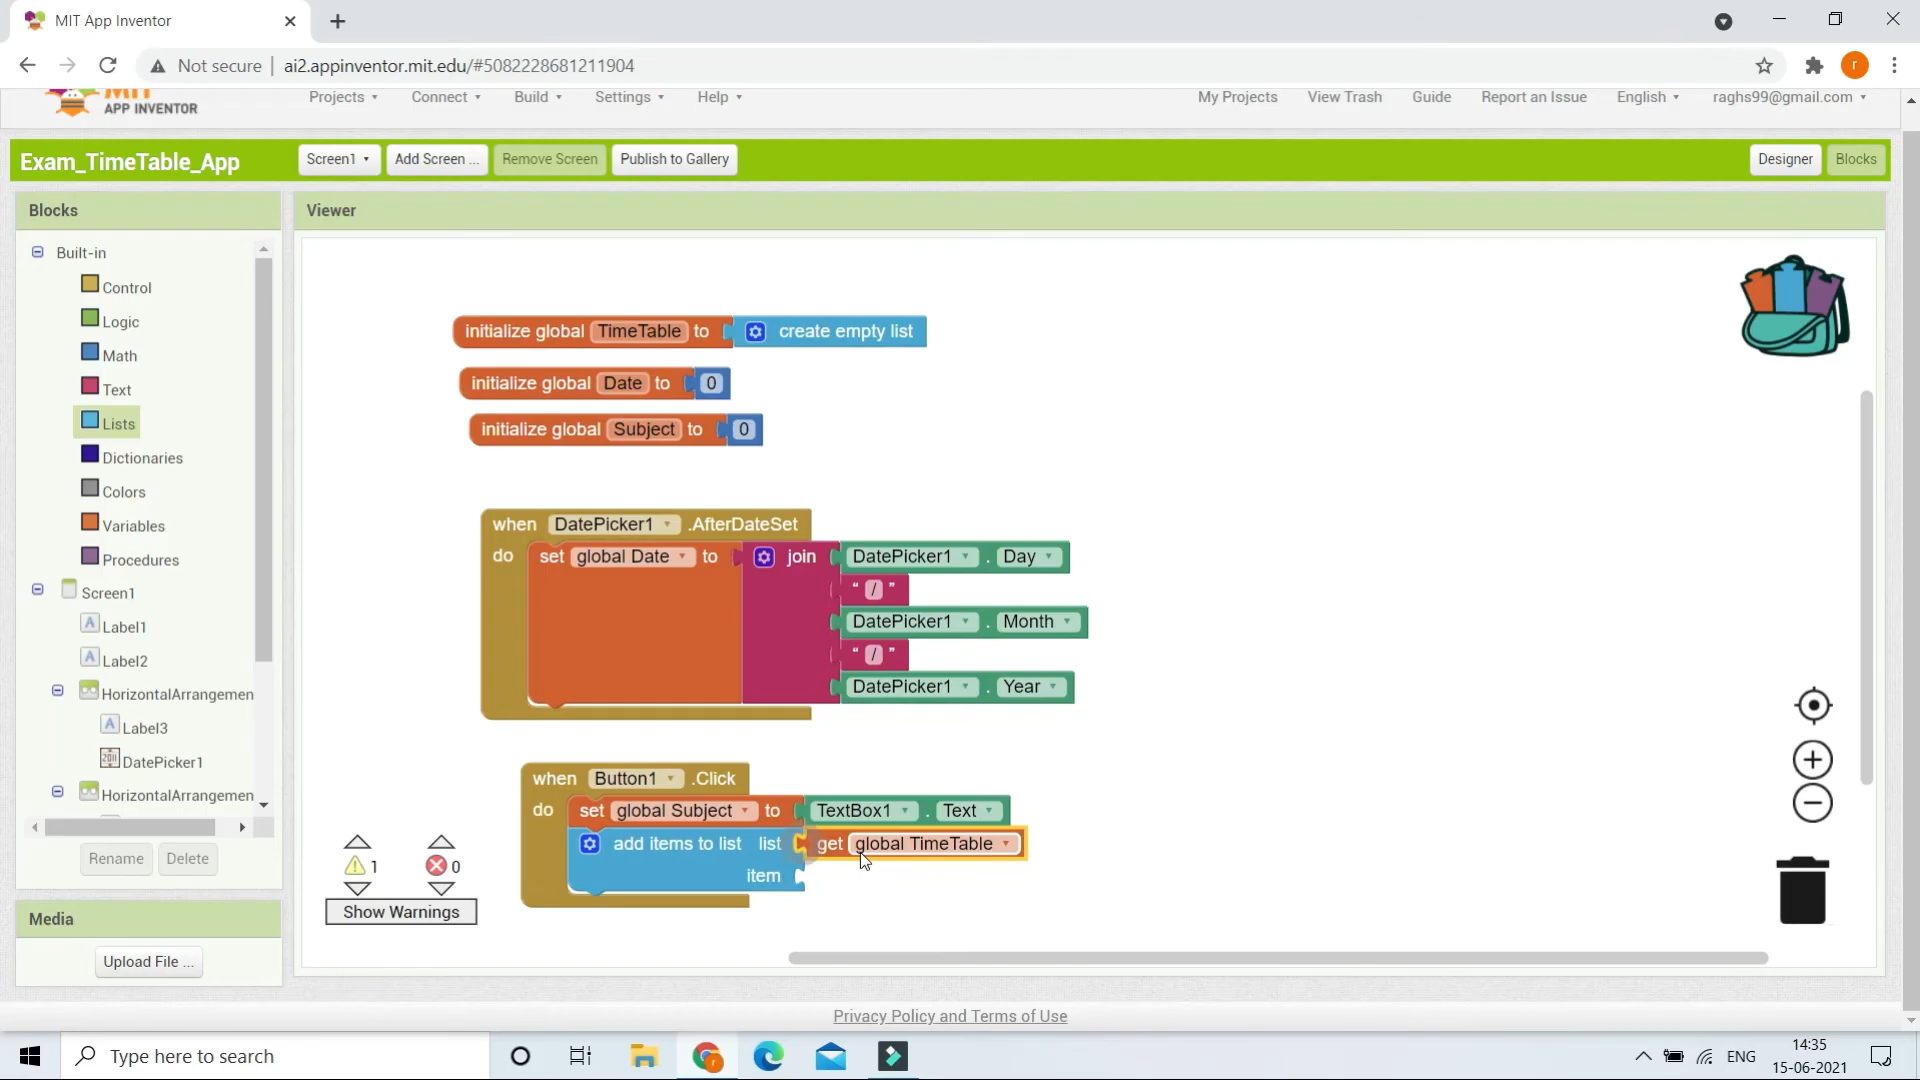 MIT App Inventor
Not secure
ai2.appinventor.mit.edu/#5082228681211904
r
MIT
APP INVENTOR
Projects
Connect
Build
Settings
Help
My Projects
View Trash
Guide
Report an Issue
English
raghs99@gmail.com
Exam_TimeTable_App
Screen1
Add Screen ...
Remove Screen
Publish to Gallery
Designer
Blocks
Blocks
Built-in
Control
Logic
Math
Text
Lists
Dictionaries
Colors
Variables
Procedures
Screen1
Label1
Label2
HorizontalArrangemen
Label3
DatePicker1
HorizontalArrangemen
Rename
Delete
Media
Upload File ...
Viewer
initialize global TimeTable to create empty list
initialize global Date to 0
initialize global Subject to 0
when DatePicker1 .AfterDateSet
do set global Date to join DatePicker1 . Day
“ / ”
DatePicker1 . Month
“ / ”
DatePicker1 . Year
when Button1 .Click
do set global Subject to TextBox1 . Text
add items to list list get global TimeTable
item
1
0
Show Warnings
Privacy Policy and Terms of Use
Type here to search
ENG
14:35
15-06-2021